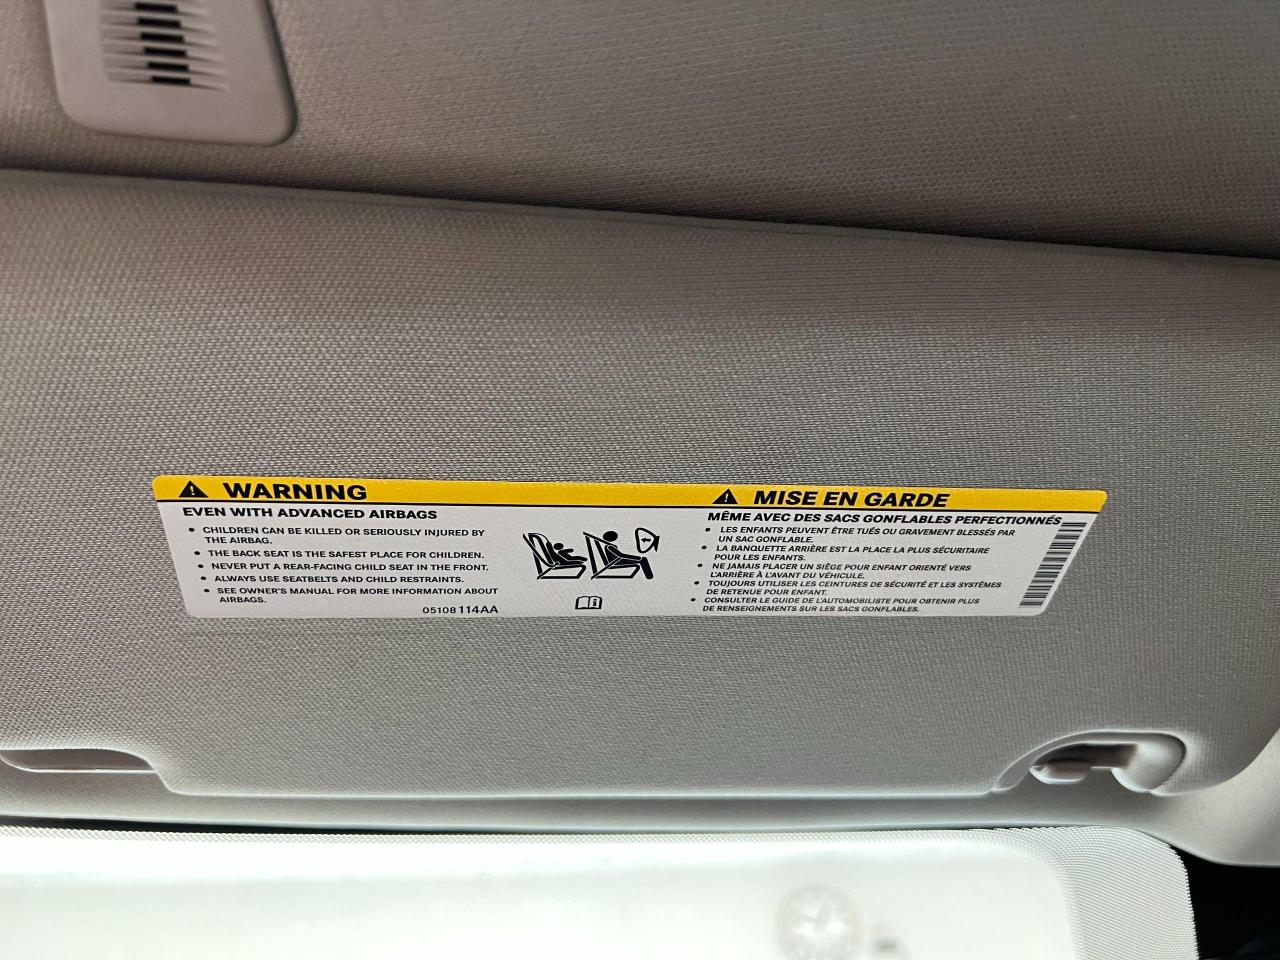 WARNING
EVEN WITH ADVANCED AIRBAGS
• CHILDREN CAN BE KILLED OR SERIOUSLY INJURED BY
THE AIRBAG.
• THE BACK SEAT IS THE SAFEST PLACE FOR CHILDREN.
• NEVER PUT A REAR-FACING CHILD SEAT IN THE FRONT.
• ALWAYS USE SEATBELTS AND CHILD RESTRAINTS.
• SEE OWNER'S MANUAL FOR MORE INFORMATION ABOUT
AIRBAGS.
05108114AA
MISE EN GARDE
MÊME AVEC DES SACS GONFLABLES PERFECTIONNÉS
• LES ENFANTS PEUVENT ÊTRE TUÉS OU GRAVEMENT BLESSÉS PAR
UN SAC GONFLABLE.
• LA BANQUETTE ARRIÈRE EST LA PLACE LA PLUS SÉCURITAIRE
POUR LES ENFANTS.
• NE JAMAIS PLACER UN SIÈGE POUR ENFANT ORIENTÉ VERS
L'ARRIÈRE À L'AVANT DU VÉHICULE.
• TOUJOURS UTILISER LES CEINTURES DE SÉCURITÉ ET LES SYSTÈMES
DE RETENUE POUR ENFANT.
• CONSULTER LE GUIDE DE L'AUTOMOBILISTE POUR OBTENIR PLUS
DE RENSEIGNEMENTS SUR LES SACS GONFLABLES.